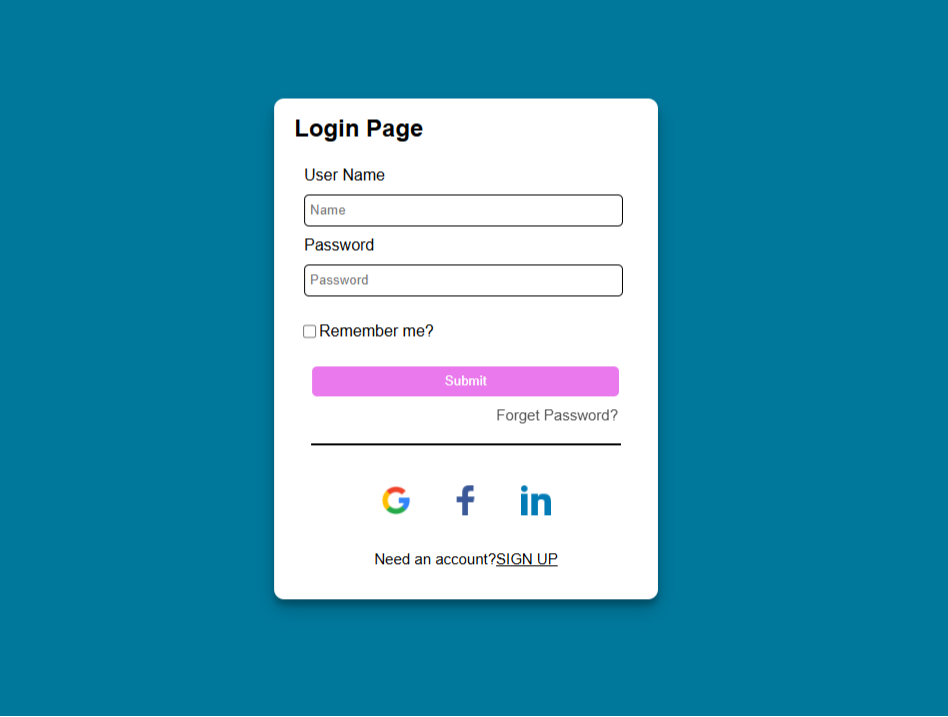 Login Page
User Name
Name
Password
Password
Remember me?
Submit
Forget Password?
G f in
Need an account?SIGN UP